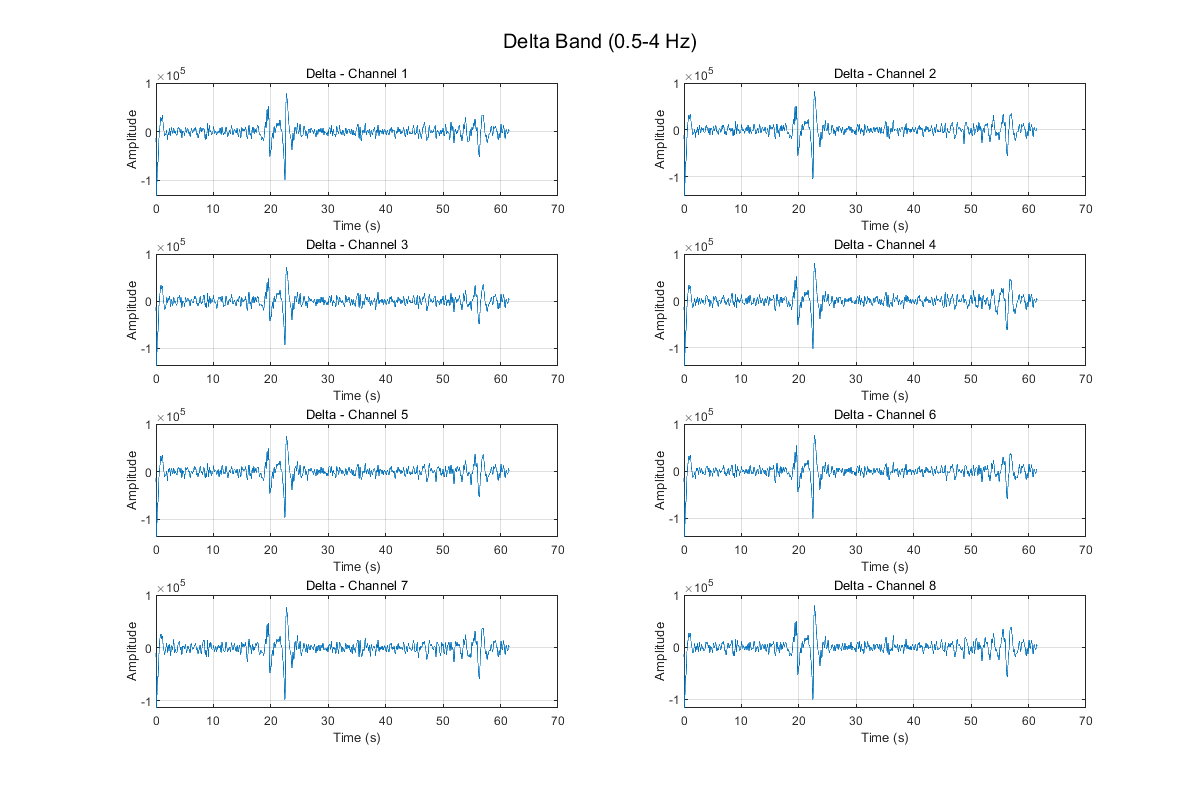 Delta Band (0.5-4 Hz)
Delta - Channel 1
×10^5
1
0
-1
Amplitude
0 10 20 30 40 50 60 70
Time (s)
Delta - Channel 2
×10^5
1
0
-1
Amplitude
0 10 20 30 40 50 60 70
Time (s)
Delta - Channel 3
×10^5
1
0
-1
Amplitude
0 10 20 30 40 50 60 70
Time (s)
Delta - Channel 4
×10^5
1
0
-1
Amplitude
0 10 20 30 40 50 60 70
Time (s)
Delta - Channel 5
×10^5
1
0
-1
Amplitude
0 10 20 30 40 50 60 70
Time (s)
Delta - Channel 6
×10^5
1
0
-1
Amplitude
0 10 20 30 40 50 60 70
Time (s)
Delta - Channel 7
×10^5
1
0
-1
Amplitude
0 10 20 30 40 50 60 70
Time (s)
Delta - Channel 8
×10^5
1
0
-1
Amplitude
0 10 20 30 40 50 60 70
Time (s)